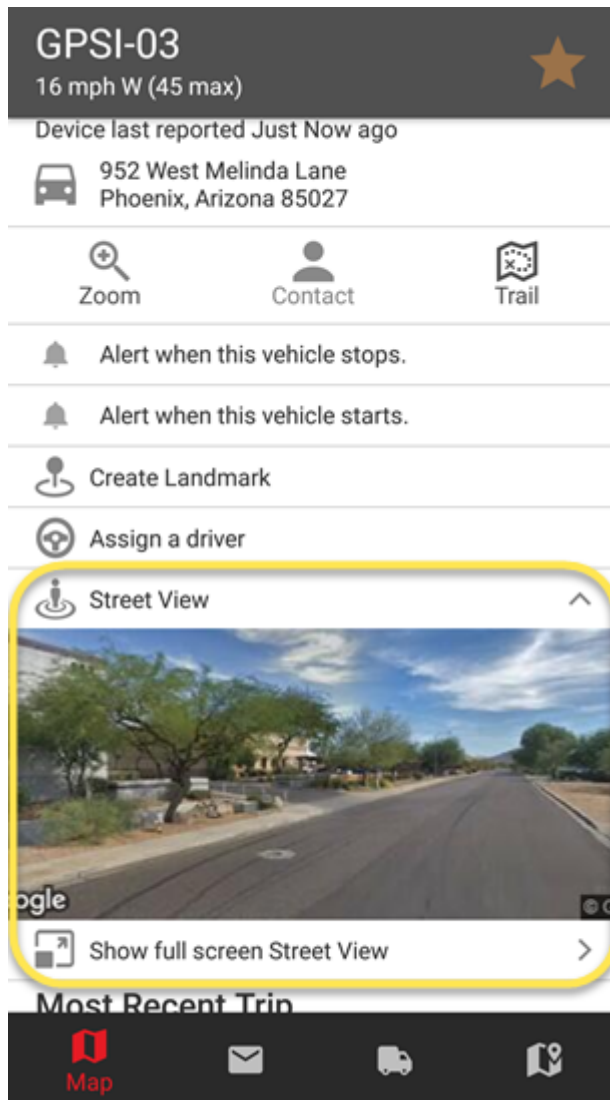 GPSI-03
16 mph W (45 max)
Device last reported Just Now ago
952 West Melinda Lane
Phoenix, Arizona 85027
Zoom
Contact
Trail
Alert when this vehicle stops.
Alert when this vehicle starts.
Create Landmark
Assign a driver
Street View
ogle
Show full screen Street View
Most Recent Trip
Map